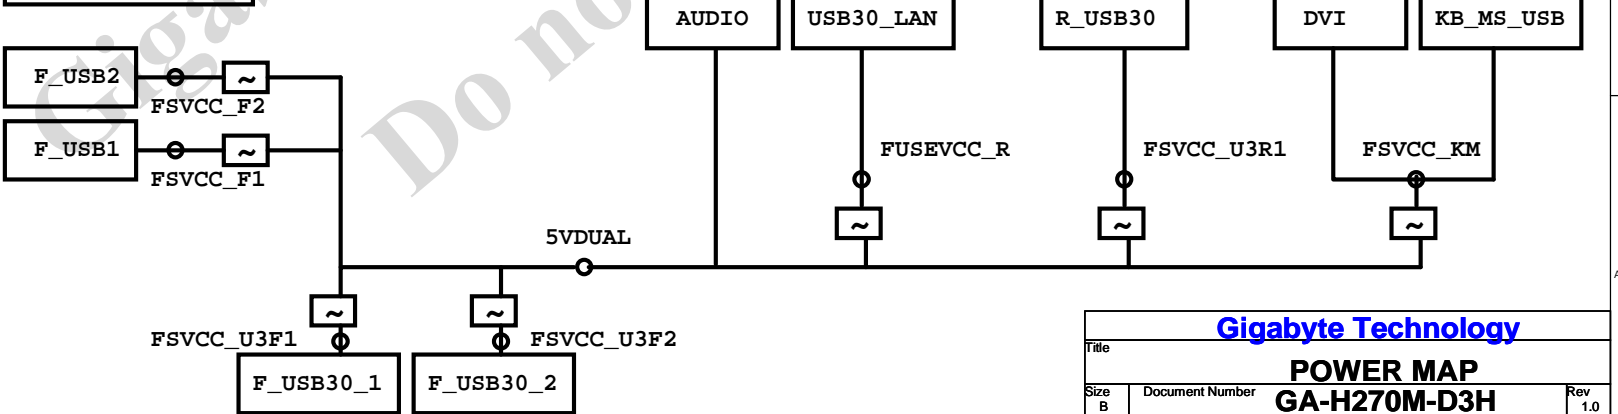 AUDIO USB30_LAN R_USB30 DVI KB_MS_USB
F_USB2
FSVCC_F2
F_USB1
FUSEVCC_R FSVCC_U3R1 FSVCC_KM
FSVCC_F1
~
5VDUAL
FSVCC_U3F1 FSVCC_U3F2
F_USB30_1 F_USB30_2
Gigabyte Technology
Title
POWER MAP
Size Document Number Rev
B GA-H270M-D3H 1.0
Do no
A